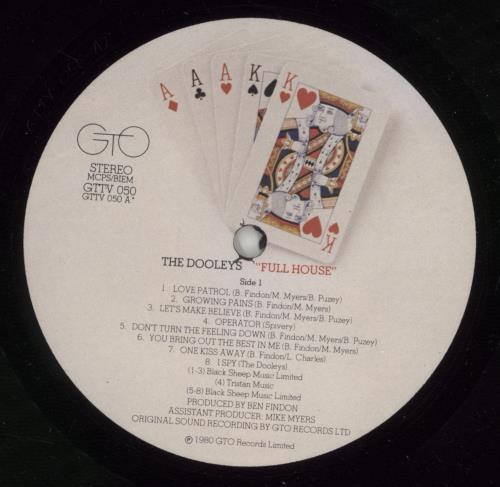 A A A K K
K
GTO
STEREO
MCPS/BIEM
GTTV 050
GTTV 050 A*
THE DOOLEYS "FULL HOUSE"
Side 1
1. LOVE PATROL (B. Findon/M. Myers/B. Puzey)
2. GROWING PAINS (B. Findon/M. Myers)
3. LET'S MAKE BELIEVE (B. Findon/M. Myers/B. Puzey)
4. OPERATOR (Spivery)
5. DON'T TURN THE FEELING DOWN (B. Findon/M. Myers/B. Puzey)
6. YOU BRING OUT THE BEST IN ME (B. Findon/M. Myers)
7. ONE KISS AWAY (B. Findon/L. Charles)
8. I SPY (The Dooleys)
(1-3) Black Sheep Music Limited
(4) Tristan Music
(5-8) Black Sheep Music Limited
PRODUCED BY BEN FINDON
ASSISTANT PRODUCER: MIKE MYERS
ORIGINAL SOUND RECORDING BY GTO RECORDS LTD
℗ 1980 GTO Records Limited